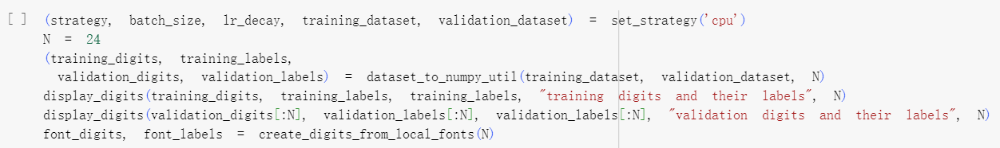 [ ] (strategy, batch_size, lr_decay, training_dataset, validation_dataset) = set_strategy('cpu')
N = 24
(training_digits, training_labels,
validation_digits, validation_labels) = dataset_to_numpy_util(training_dataset, validation_dataset, N)
display_digits(training_digits, training_labels, training_labels, "training digits and their labels", N)
display_digits(validation_digits[:N], validation_labels[:N], validation_labels[:N], "validation digits and their labels", N)
font_digits, font_labels = create_digits_from_local_fonts(N)